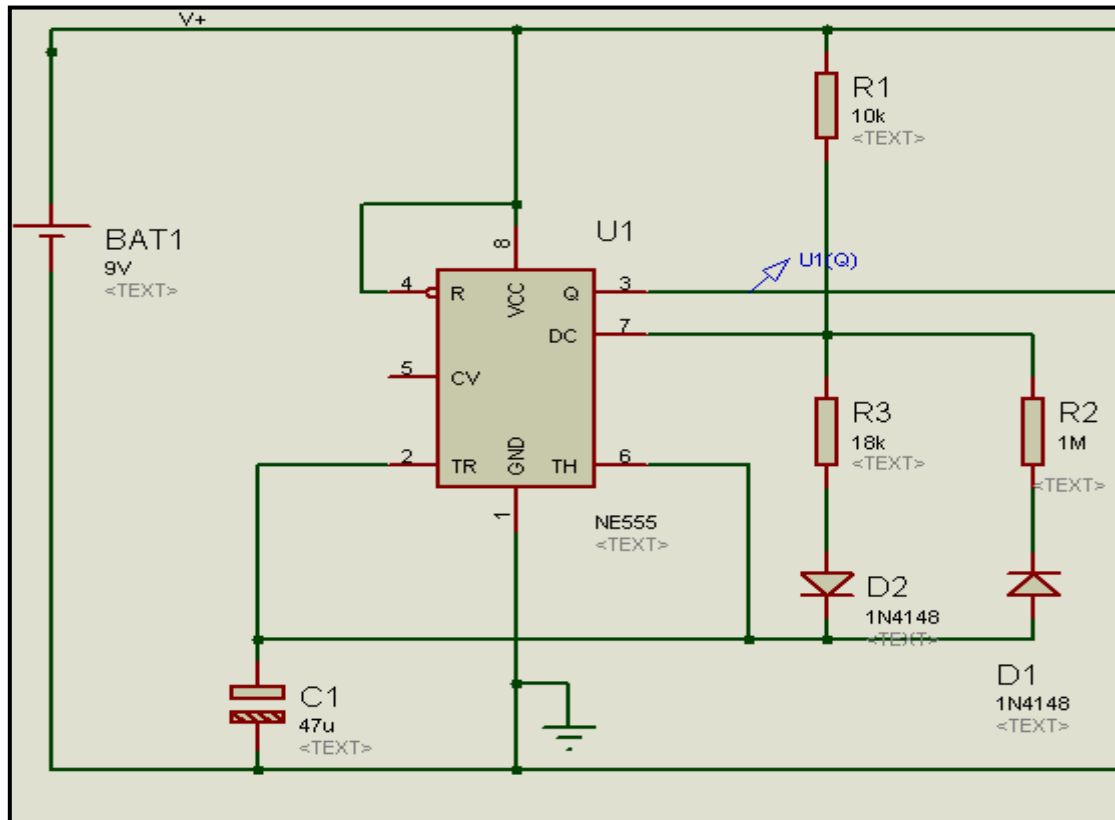 V+
R1
10k
<TEXT>
BAT1
9V
<TEXT>
U1
8
VCC
4
R
Q
3
U1(Q)
DC
7
5
CV
R3
18k
<TEXT>
R2
1M
<TEXT>
2
TR
GND
TH
6
1
NE555
<TEXT>
D2
1N4148
<TEXT>
D1
1N4148
<TEXT>
C1
47u
<TEXT>